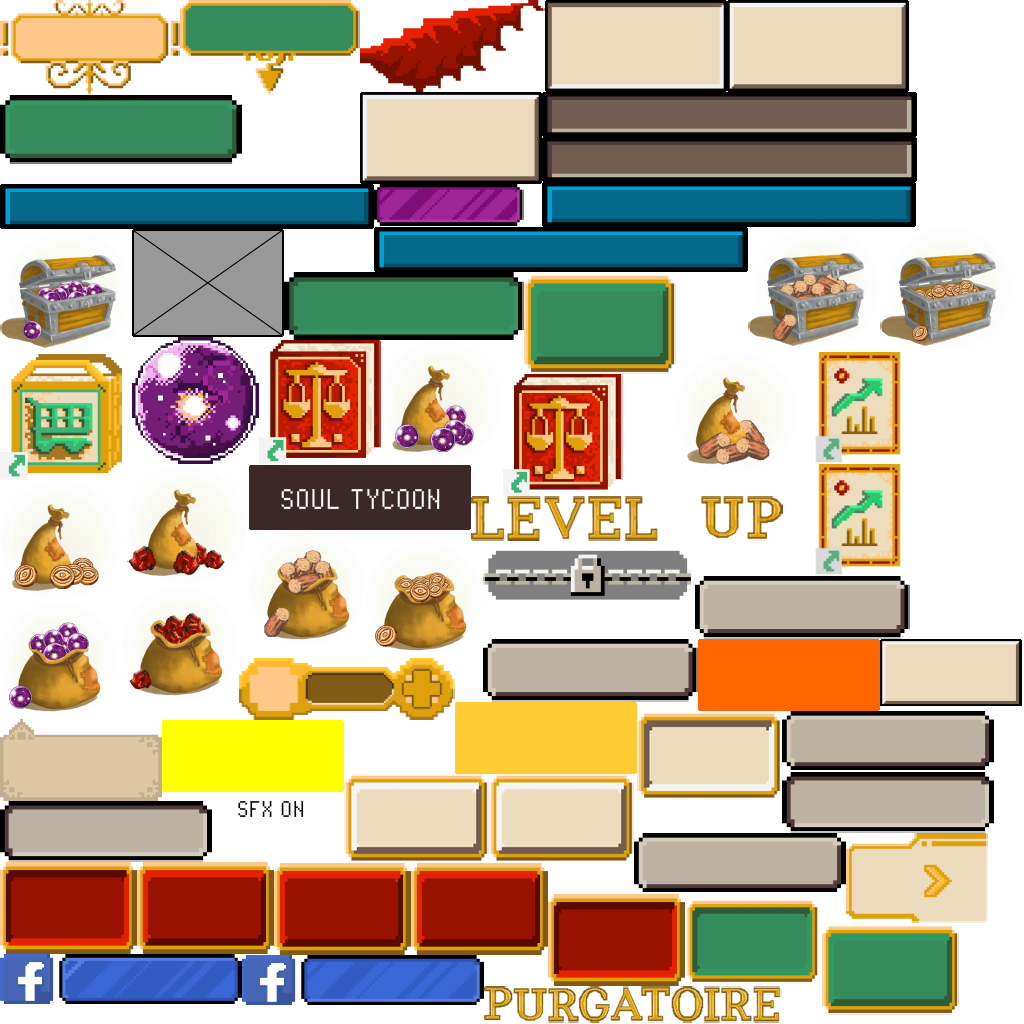 SOUL TYCOON
LEVEL UP
SFX ON
f
f
PURGATOIRE